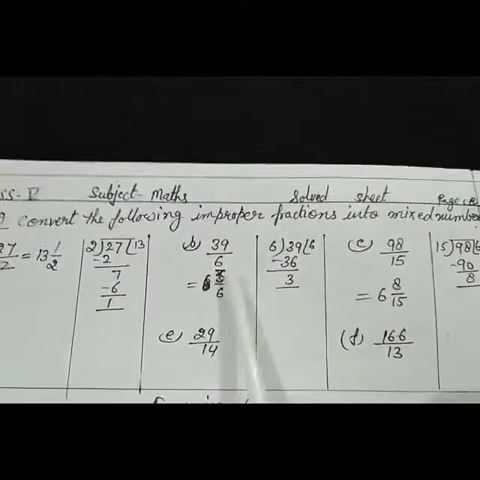 Subject- Maths Solved sheet
convert the following improper fractions into mixed number
27/2 = 13 1/2 2)27(13 (b) 39/6 6)39(6 (c) 98/15 15)98(6
2 -36 -90
7 = 6 3/6 3 = 6 8/15 8
-6
1
(e) 29/14 (f) 166/13